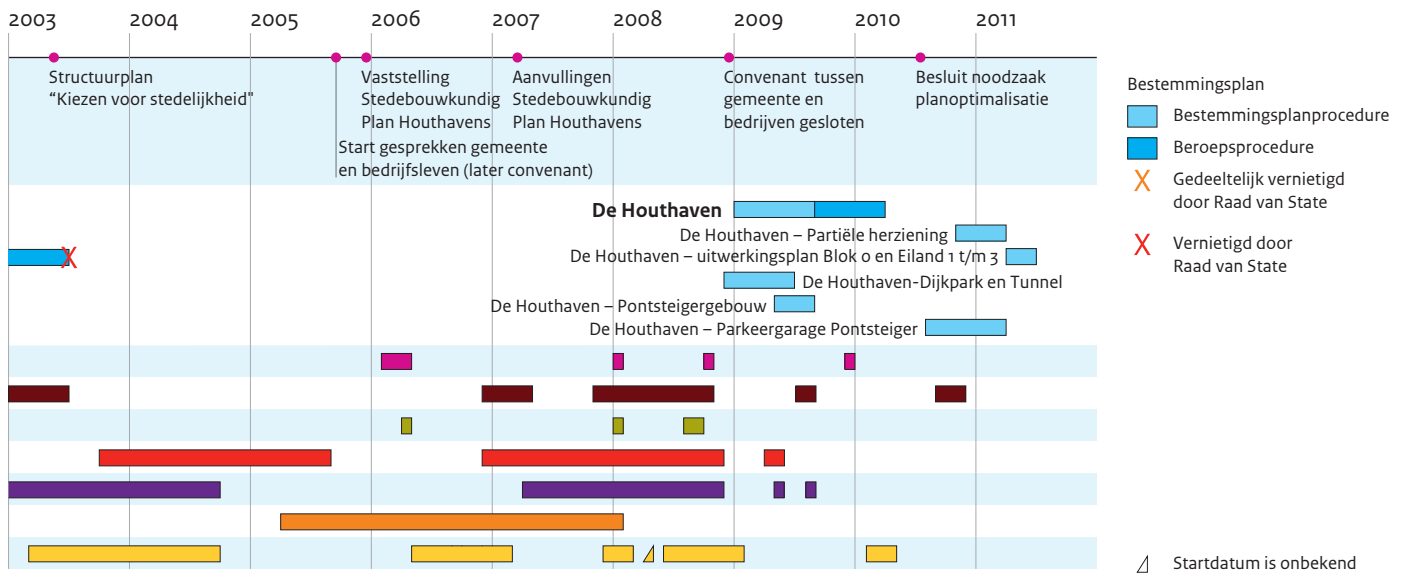 2003 2004 2005 2006 2007 2008 2009 2010 2011
Structuurplan
“Kiezen voor stedelijkheid"
Vaststelling
Stedebouwkundig
Plan Houthavens
Start gesprekken gemeente
en bedrijfsleven (later convenant)
Aanvullingen
Stedebouwkundig
Plan Houthavens
Convenant tussen
gemeente en
bedrijven gesloten
Besluit noodzaak
planoptimalisatie
De Houthaven
De Houthaven – Partiële herziening
De Houthaven – uitwerkingsplan Blok 0 en Eiland 1 t/m 3
De Houthaven-Dijkpark en Tunnel
De Houthaven – Pontsteigergebouw
De Houthaven – Parkeergarage Pontsteiger
Bestemmingsplan
Bestemmingsplanprocedure
Beroepsprocedure
Gedeeltelijk vernietigd
door Raad van State
Vernietigd door
Raad van State
Startdatum is onbekend